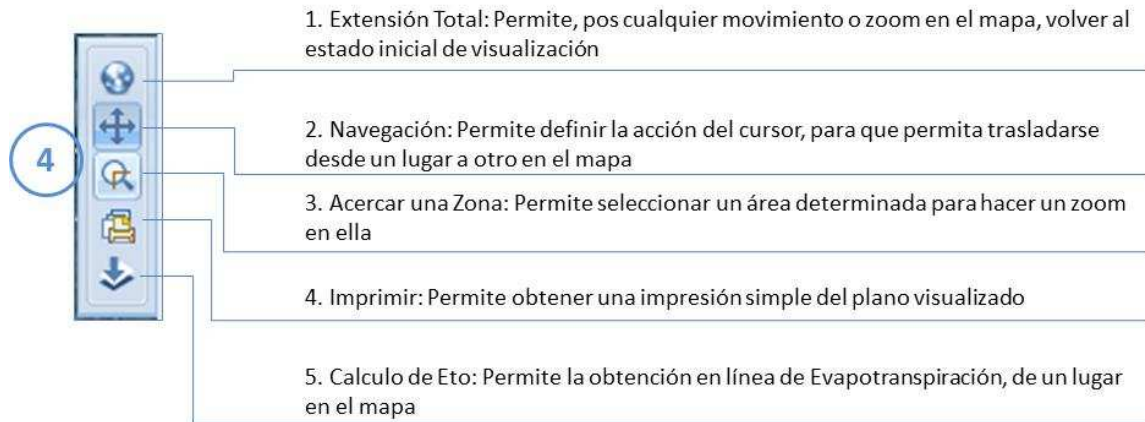 1. Extensión Total: Permite, pos cualquier movimiento o zoom en el mapa, volver al
estado inicial de visualización
4
2. Navegación: Permite definir la acción del cursor, para que permita trasladarse
desde un lugar a otro en el mapa
3. Acercar una Zona: Permite seleccionar un área determinada para hacer un zoom
en ella
4. Imprimir: Permite obtener una impresión simple del plano visualizado
5. Calculo de Eto: Permite la obtención en línea de Evapotranspiración, de un lugar
en el mapa